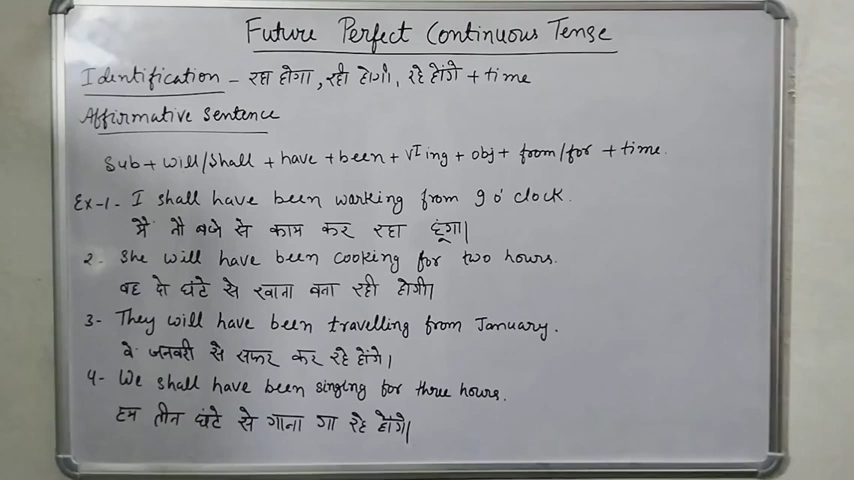 Future Perfect Continuous Tense
Identification - रहा होगा, रही होगी, रहे होंगे + time
Affirmative Sentence
Sub + will/shall + have + been + VI ing + obj + from/for + time.
Ex-1- I shall have been working from 9 o' clock.
मैं नौ बजे से काम कर रहा हूंगा।
2- She will have been cooking for two hours.
वह दो घंटे से खाना बना रही होगी।
3- They will have been travelling from January.
वे जनवरी से सफर कर रहे होंगे।
4- We shall have been singing for three hours.
हम तीन घंटे से गाना गा रहे होंगे।